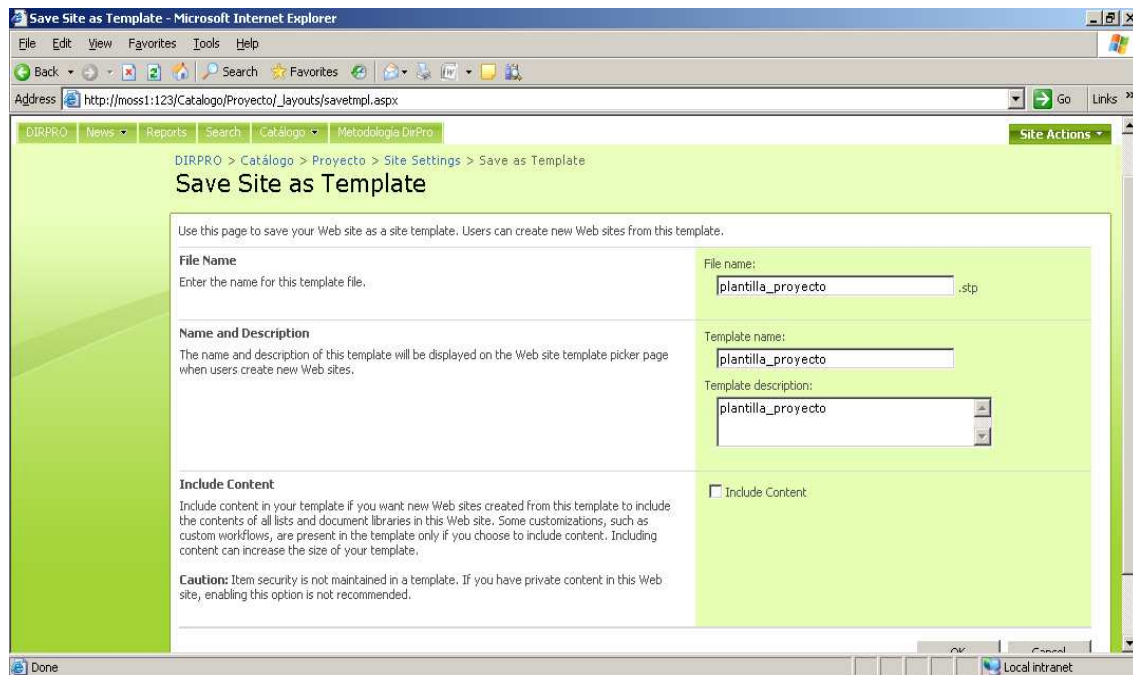 Save Site as Template - Microsoft Internet Explorer
File Edit View Favorites Tools Help
Back Search Favorites
Address http://moss1:123/Catalogo/Proyecto/_layouts/savetmpl.aspx Go Links »
DIRPRO News Reports Search Catálogo Metodología DirPro Site Actions
DIRPRO > Catálogo > Proyecto > Site Settings > Save as Template
Save Site as Template
Use this page to save your Web site as a site template. Users can create new Web sites from this template.
File Name
Enter the name for this template file.
File name:
plantilla_proyecto .stp
Name and Description
The name and description of this template will be displayed on the Web site template picker page
when users create new Web sites.
Template name:
plantilla_proyecto
Template description:
plantilla_proyecto
Include Content
Include content in your template if you want new Web sites created from this template to include
the contents of all lists and document libraries in this Web site. Some customizations, such as
custom workflows, are present in the template only if you choose to include content. Including
content can increase the size of your template.
Caution: Item security is not maintained in a template. If you have private content in this Web
site, enabling this option is not recommended.
Include Content
OK Cancel
Done Local intranet